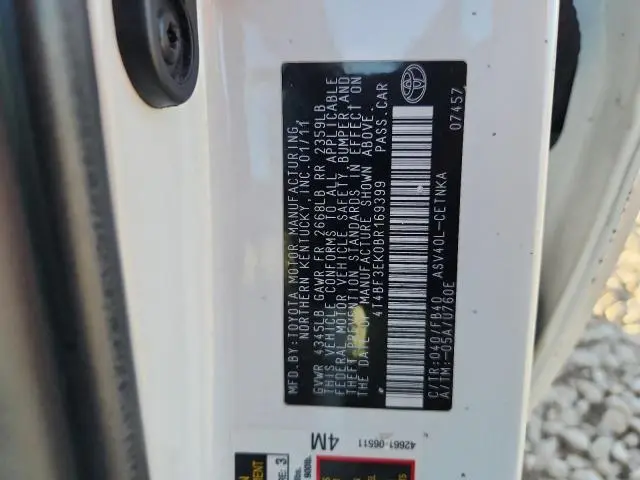 MFD.BY:TOYOTA MOTOR MANUFACTURING
NORTHERN KENTUCKY,INC.01/11
GVWR 4345LB GAWR FR 2668LB RR 2359LB
THIS VEHICLE CONFORMS TO ALL APPLICABLE
FEDERAL MOTOR VEHICLE SAFETY, BUMPER,AND
THEFT PREVENTION STANDARDS IN EFFECT ON
THE DATE OF MANUFACTURE SHOWN ABOVE.
4T4BF3EK0BR169399 PASS.CAR
07457
C/TR:040/FB40 ASV40L-CETNKA
A/TM:-05A/U760E
4M
42661-06511